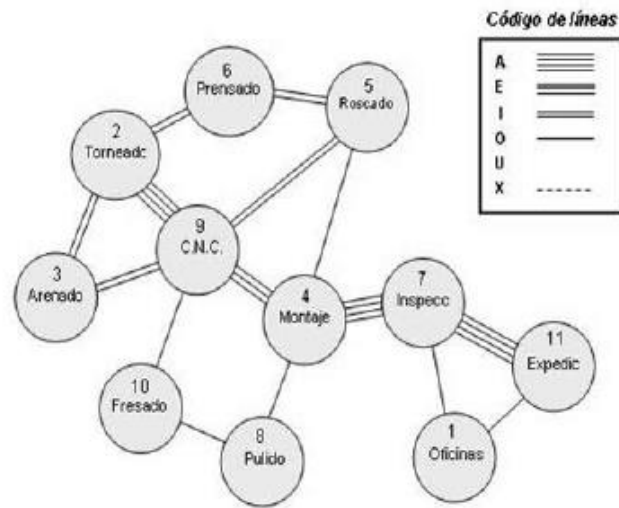 Código de líneas
A
E
I
O
U
X
6
Prensado
5
Roscado
2
Torneado
9
C.N.C.
3
Arenado
4
Montaje
7
Inspecc
11
Expedic
10
Fresado
8
Pulido
1
Oficinas